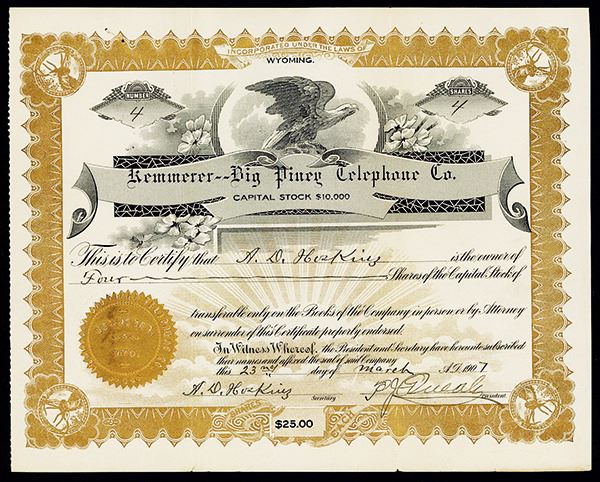 INCORPORATED UNDER THE LAWS OF
WYOMING.
NUMBER
4
SHARES
4
Kemmerer--Big Piney Telephone Co.
CAPITAL STOCK $10,000
This is to Certify that A. D. Hoskins is the owner of
Four Shares of the Capital Stock of
transferable only on the Books of the Company in person or by Attorney
on surrender of this Certificate properly endorsed.
In Witness Whereof, the President and Secretary have hereunto subscribed
their names and affixed the seal of said Company
this 23rd day of March A.D. 1907
A. D. Hoskins
Secretary
President
SHARES
$25.00
EACH